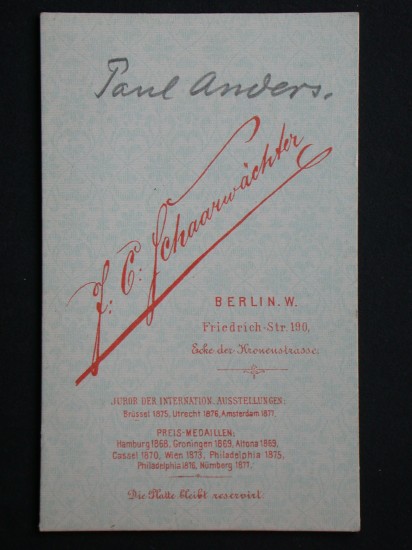 Paul Anders.
J. C. Schaarwächter
BERLIN. W.
Friedrich-Str. 190,
Ecke der Kronenstrasse.
JUROR DER INTERNATION. AUSSTELLUNGEN:
Brüssel 1875, Utrecht 1876, Amsterdam 1877.
PREIS-MEDAILLEN:
Hamburg 1868, Groningen 1869, Altona 1869,
Cassel 1870, Wien 1873, Philadelphia 1875,
Philadelphia 1876, Nürnberg 1877.
Die Platte bleibt reservirt.